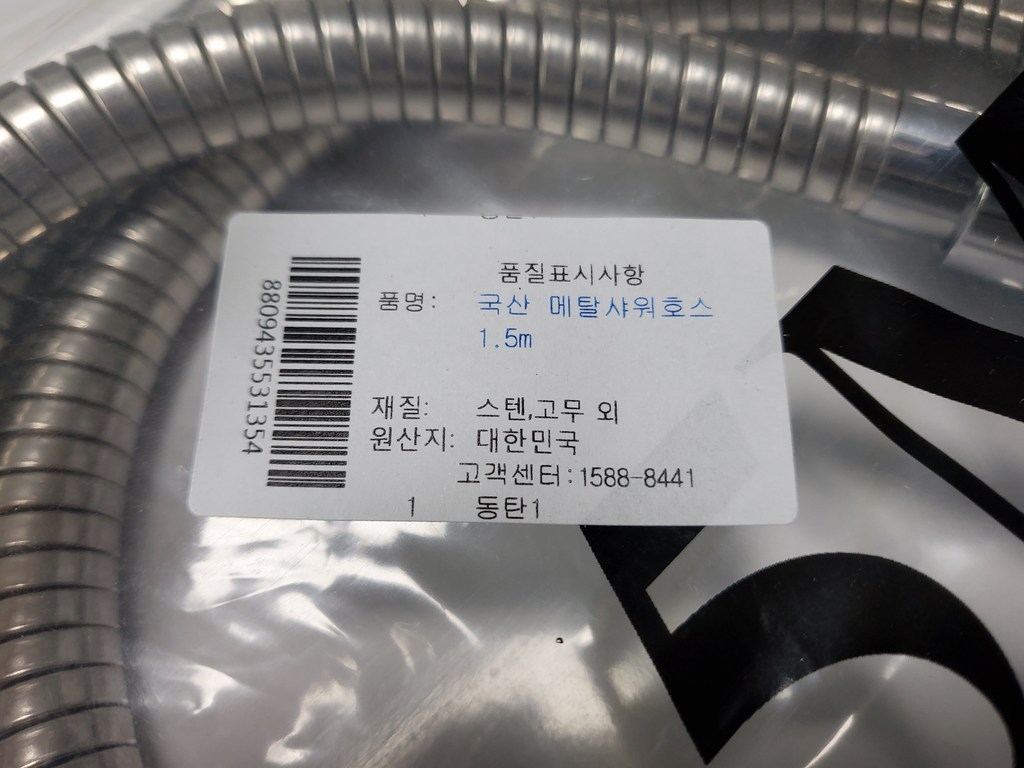 품질표시사항
품명: 국산 메탈샤워호스
1.5m
재질: 스텐,고무 외
원산지: 대한민국
고객센터:1588-8441
1 동탄1
8809435531354
5